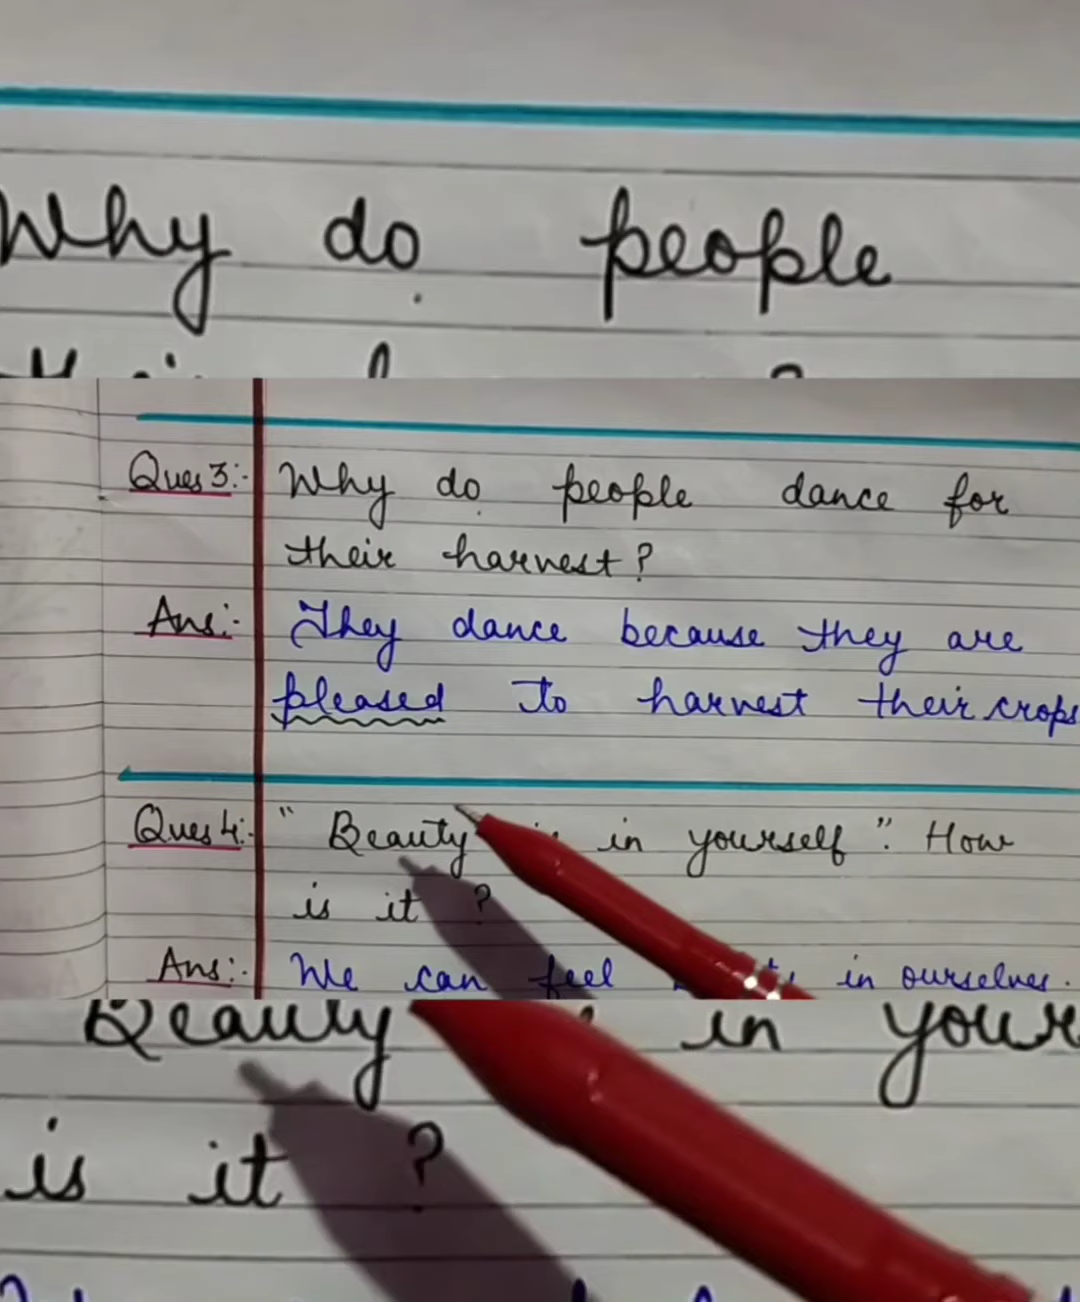 Why do people
Ques 3:- Why do people dance for
their harvest?
Ans:- They dance because they are
pleased to harvest their crops
Ques 4:- " Beauty in yourself ". How
is it ?
Ans:- We can feel in ourselves.
Beauty in your
is it ?